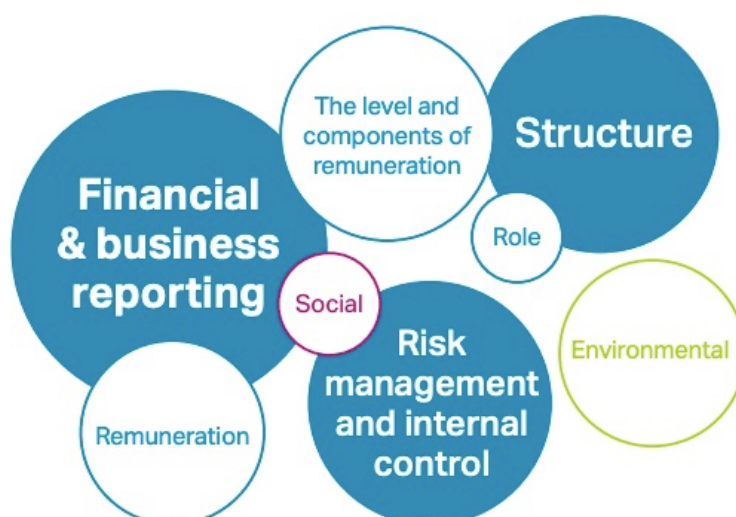 The level and
components of
remuneration
Structure
Financial
& business
reporting
Role
Social
Risk
management
and internal
control
Environmental
Remuneration